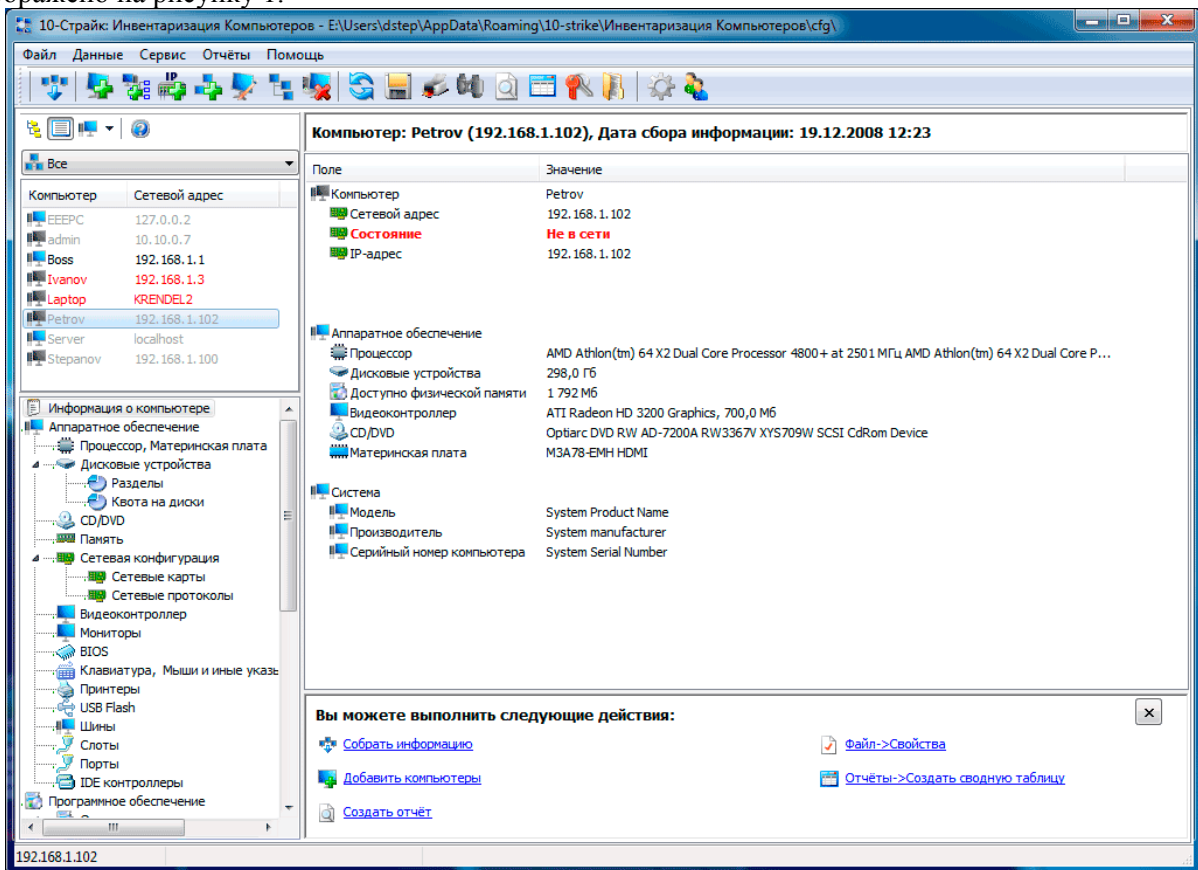 ображено на рисунку 1.
10-Страйк: Инвентаризация Компьютеров - E:\Users\dstep\AppData\Roaming\10-strike\Инвентаризация Компьютеров\cfg\
Файл Данные Сервис Отчёты Помощь
IP
Все
Компьютер Сетевой адрес
EEEPC 127.0.0.2
admin 10.10.0.7
Boss 192.168.1.1
Ivanov 192.168.1.3
Laptop KRENDEL2
Petrov 192.168.1.102
Server localhost
Stepanov 192.168.1.100
Информация о компьютере
Аппаратное обеспечение
Процессор, Материнская плата
Дисковые устройства
Разделы
Квота на диски
CD/DVD
Память
Сетевая конфигурация
Сетевые карты
Сетевые протоколы
Видеоконтроллер
Мониторы
BIOS
Клавиатура, Мыши и иные указ
Принтеры
USB Flash
Шины
Слоты
Порты
IDE контроллеры
Программное обеспечение
Компьютер: Petrov (192.168.1.102), Дата сбора информации: 19.12.2008 12:23
Поле Значение
Компьютер Petrov
Сетевой адрес 192.168.1.102
Состояние Не в сети
IP-адрес 192.168.1.102
Аппаратное обеспечение
Процессор AMD Athlon(tm) 64 X2 Dual Core Processor 4800+ at 2501 МГц AMD Athlon(tm) 64 X2 Dual Core P...
Дисковые устройства 298,0 Гб
Доступно физической памяти 1 792 Мб
Видеоконтроллер ATI Radeon HD 3200 Graphics, 700,0 Мб
CD/DVD Optiarc DVD RW AD-7200A RW3367V XYS709W SCSI CdRom Device
Материнская плата M3A78-EMH HDMI
Система
Модель System Product Name
Производитель System manufacturer
Серийный номер компьютера System Serial Number
Вы можете выполнить следующие действия:
Собрать информацию
Файл->Свойства
Добавить компьютеры
Отчёты->Создать сводную таблицу
Создать отчёт
192.168.1.102